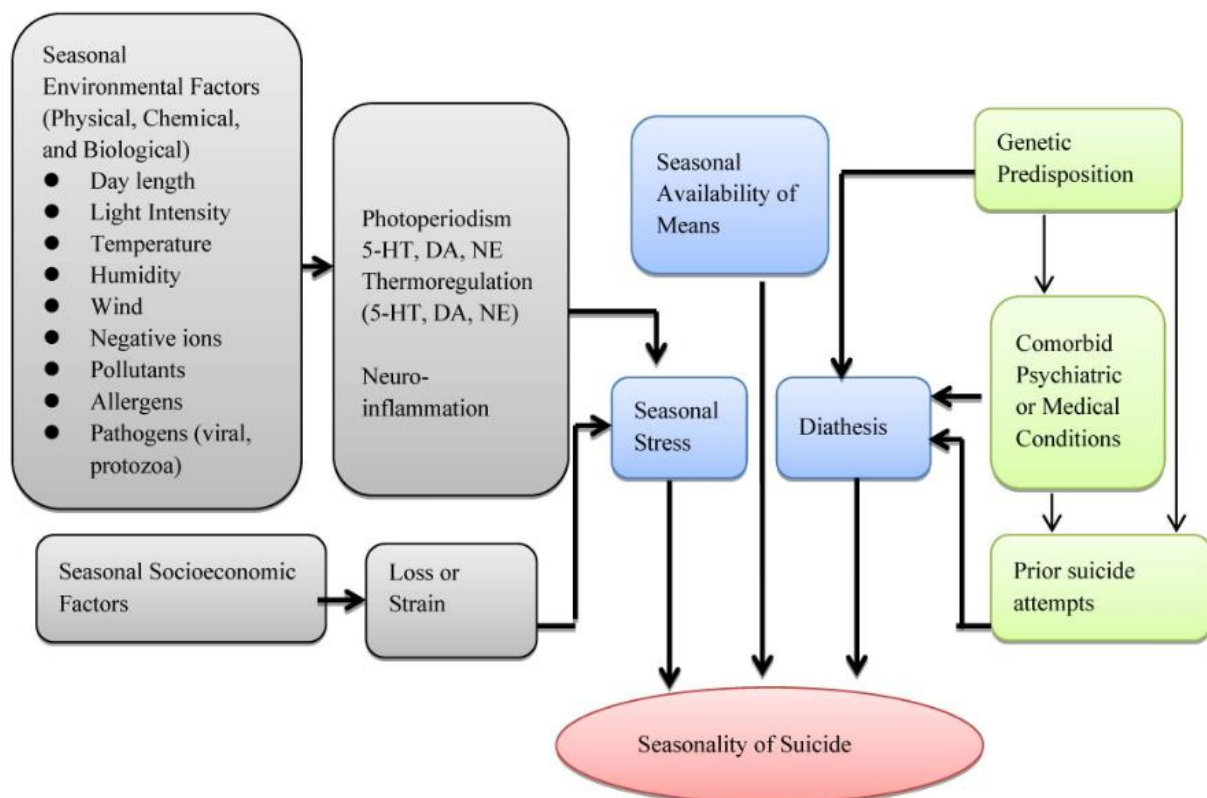 Seasonal
Environmental Factors
(Physical, Chemical,
and Biological)
● Day length
● Light Intensity
● Temperature
● Humidity
● Wind
● Negative ions
● Pollutants
● Allergens
● Pathogens (viral,
protozoa)
Photoperiodism
5-HT, DA, NE
Thermoregulation
(5-HT, DA, NE)
Neuro-
inflammation
Seasonal
Availability of
Means
Genetic
Predisposition
Seasonal
Stress
Diathesis
Comorbid
Psychiatric
or Medical
Conditions
Seasonal Socioeconomic
Factors
Loss or
Strain
Prior suicide
attempts
Seasonality of Suicide